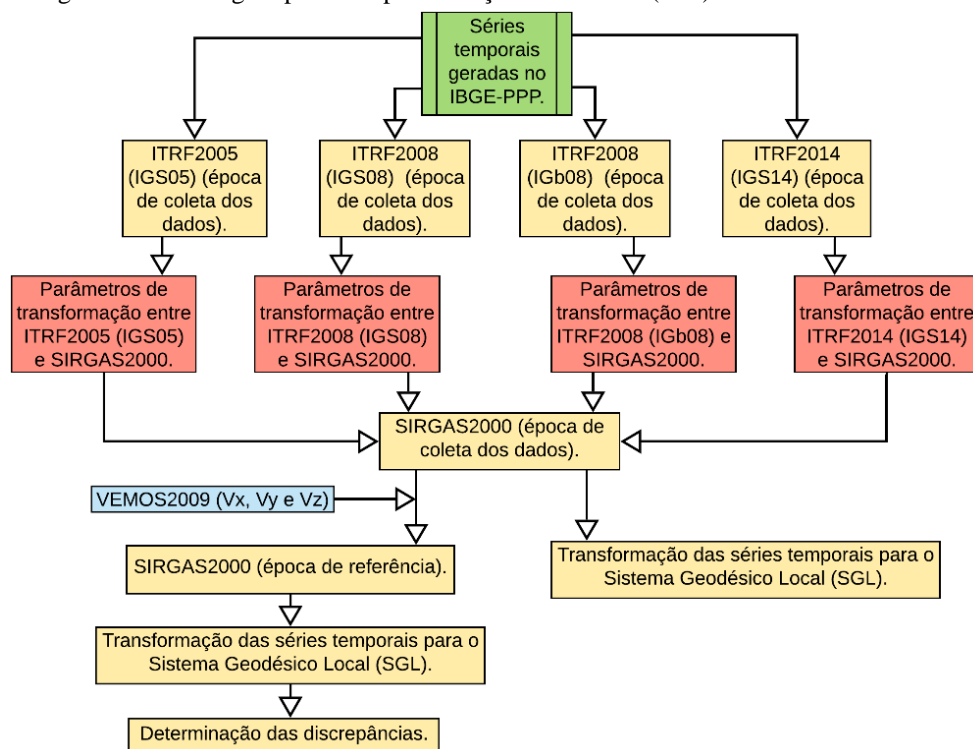 Séries
temporais
geradas no
IBGE-PPP.
ITRF2005
(IGS05) (época
de coleta dos
dados).
ITRF2008
(IGS08) (época
de coleta dos
dados).
ITRF2008
(IGb08) (época
de coleta dos
dados).
ITRF2014
(IGS14) (época
de coleta dos
dados).
Parâmetros de
transformação entre
ITRF2005 (IGS05)
e SIRGAS2000.
Parâmetros de
transformação entre
ITRF2008 (IGS08)
e SIRGAS2000.
Parâmetros de
transformação entre
ITRF2008 (IGb08) e
SIRGAS2000.
Parâmetros de
transformação entre
ITRF2014 (IGS14)
e SIRGAS2000.
SIRGAS2000 (época de
coleta dos dados).
VEMOS2009 (Vx, Vy e Vz)
SIRGAS2000 (época de referência).
Transformação das séries temporais para o
Sistema Geodésico Local (SGL).
Transformação das séries temporais para o
Sistema Geodésico Local (SGL).
Determinação das discrepâncias.